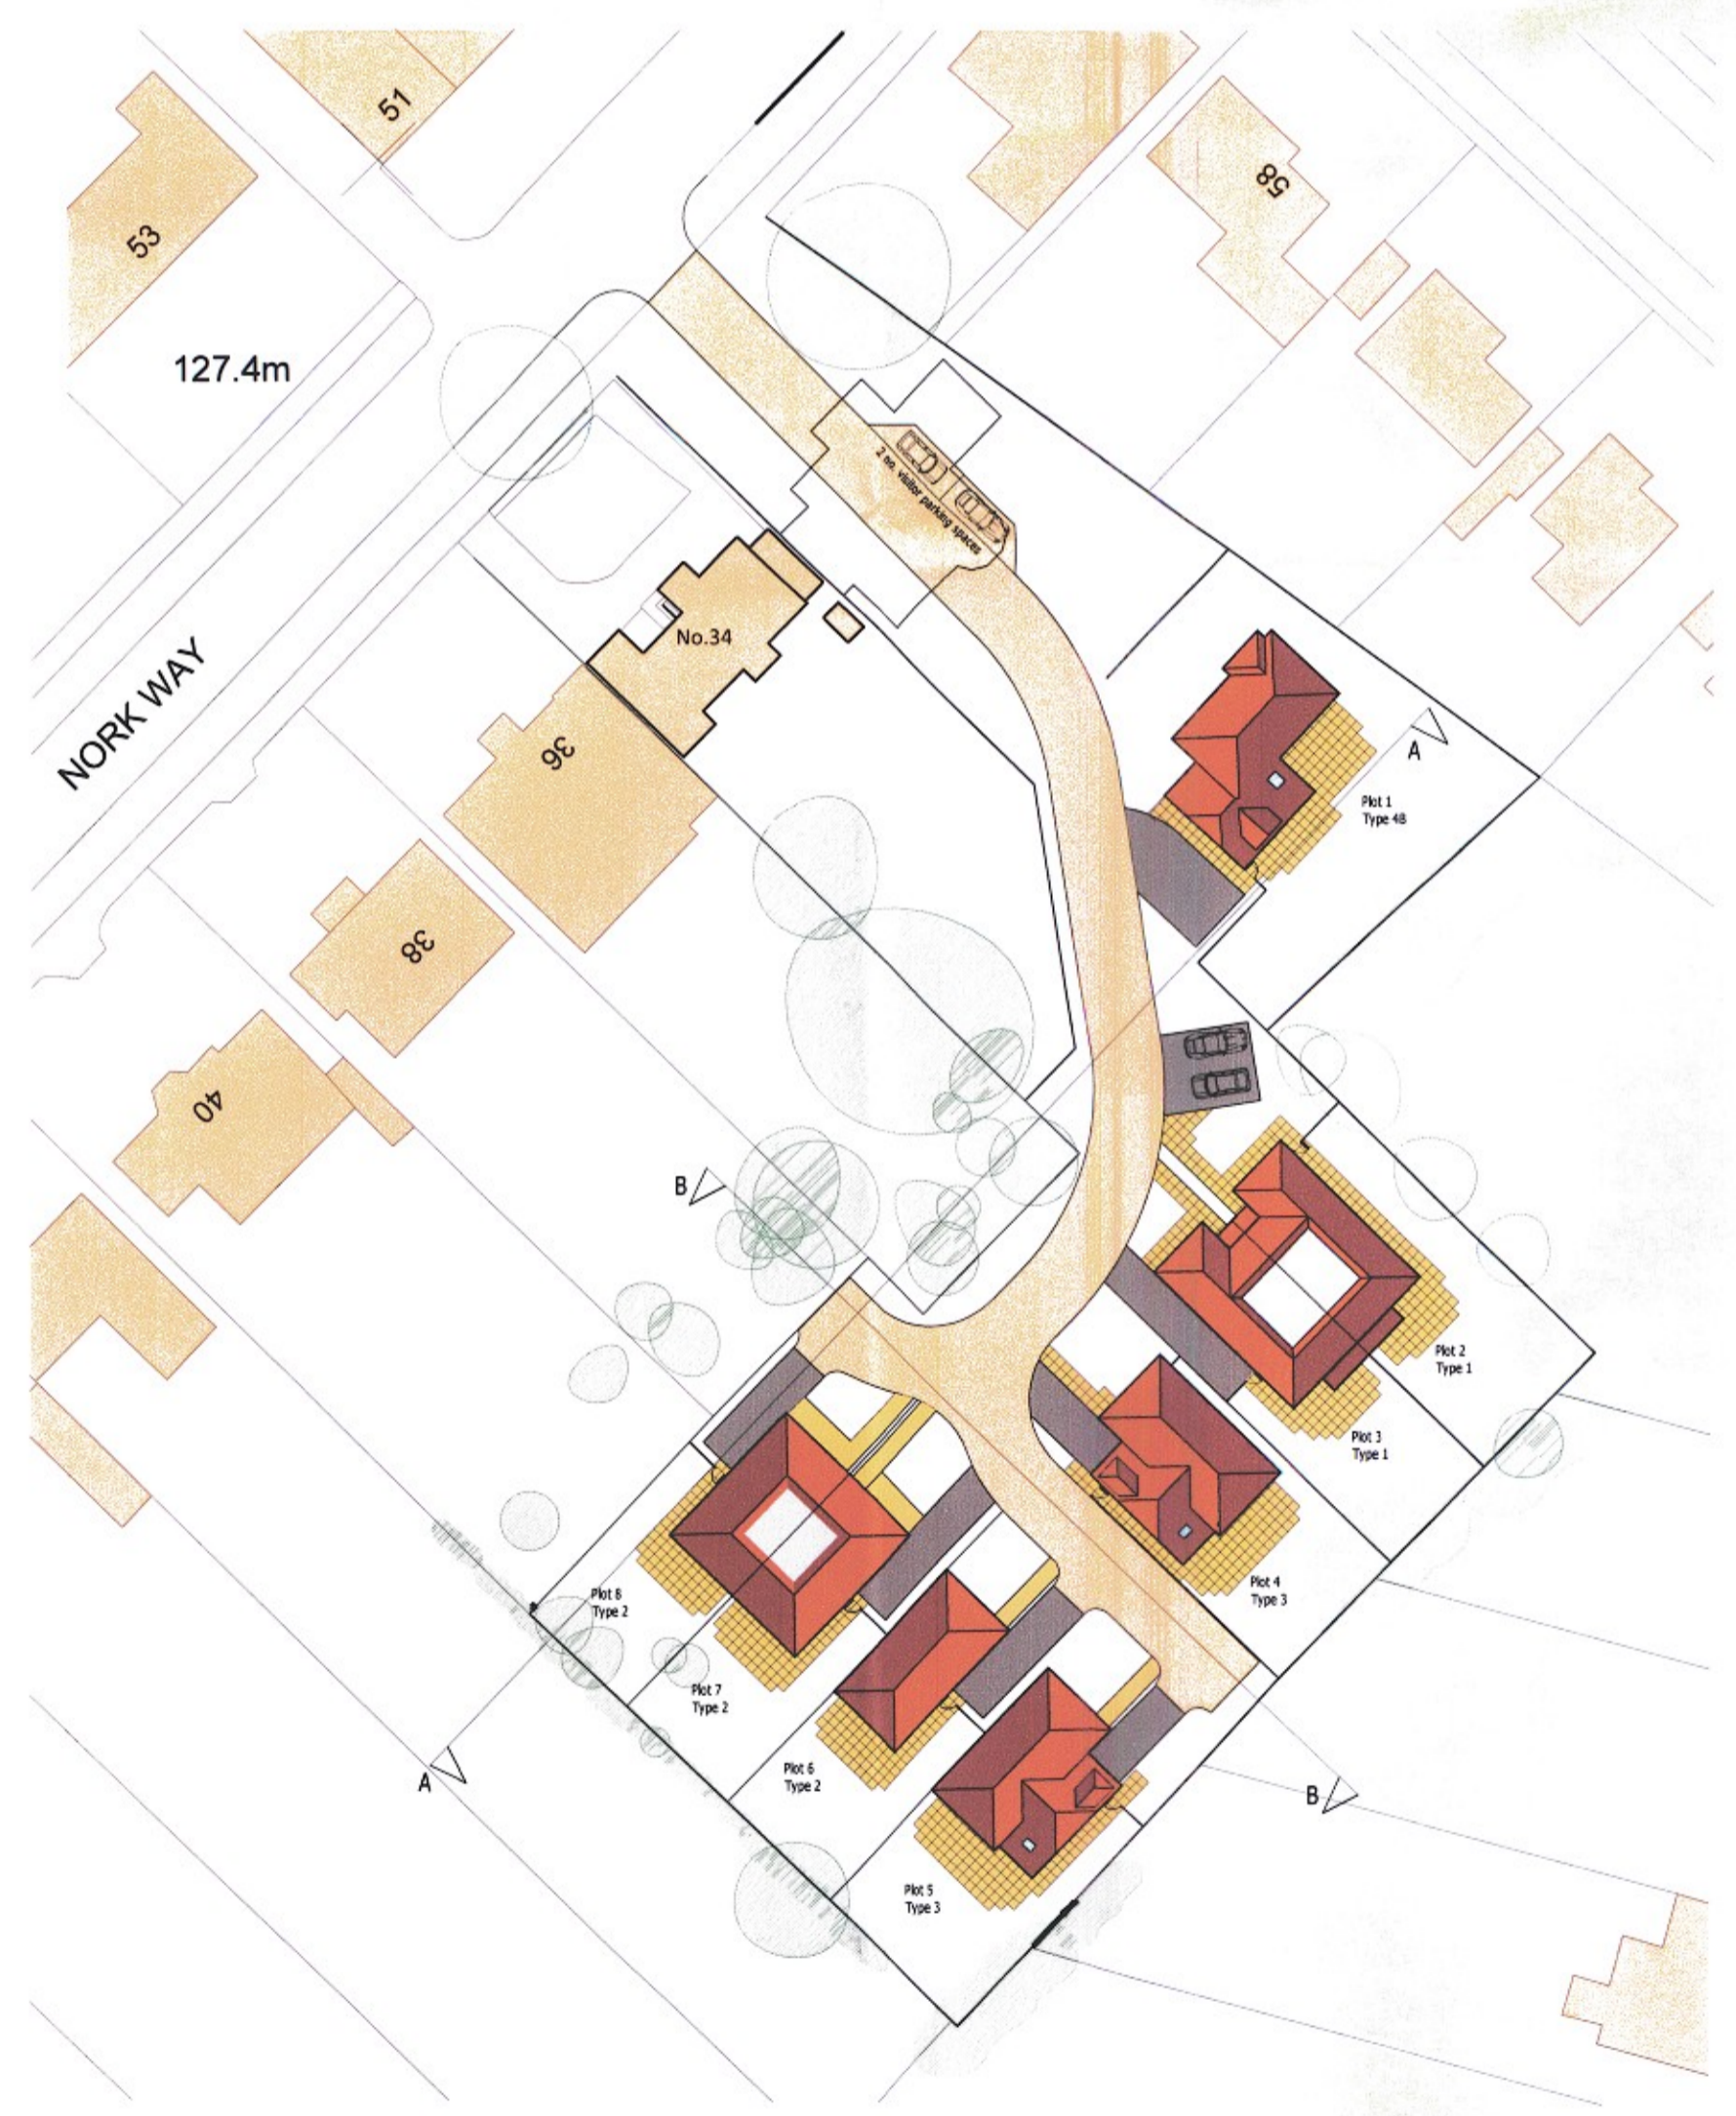 51
53
58
127.4m
2 no. visitor parking spaces
No.34
NORK WAY
36
A
Plot 1
Type 4B
38
40
B
Plot 2
Type 1
Plot 3
Type 1
Plot 4
Type 3
Plot 8
Type 2
Plot 7
Type 2
Plot 6
Type 2
A
B
Plot 5
Type 3